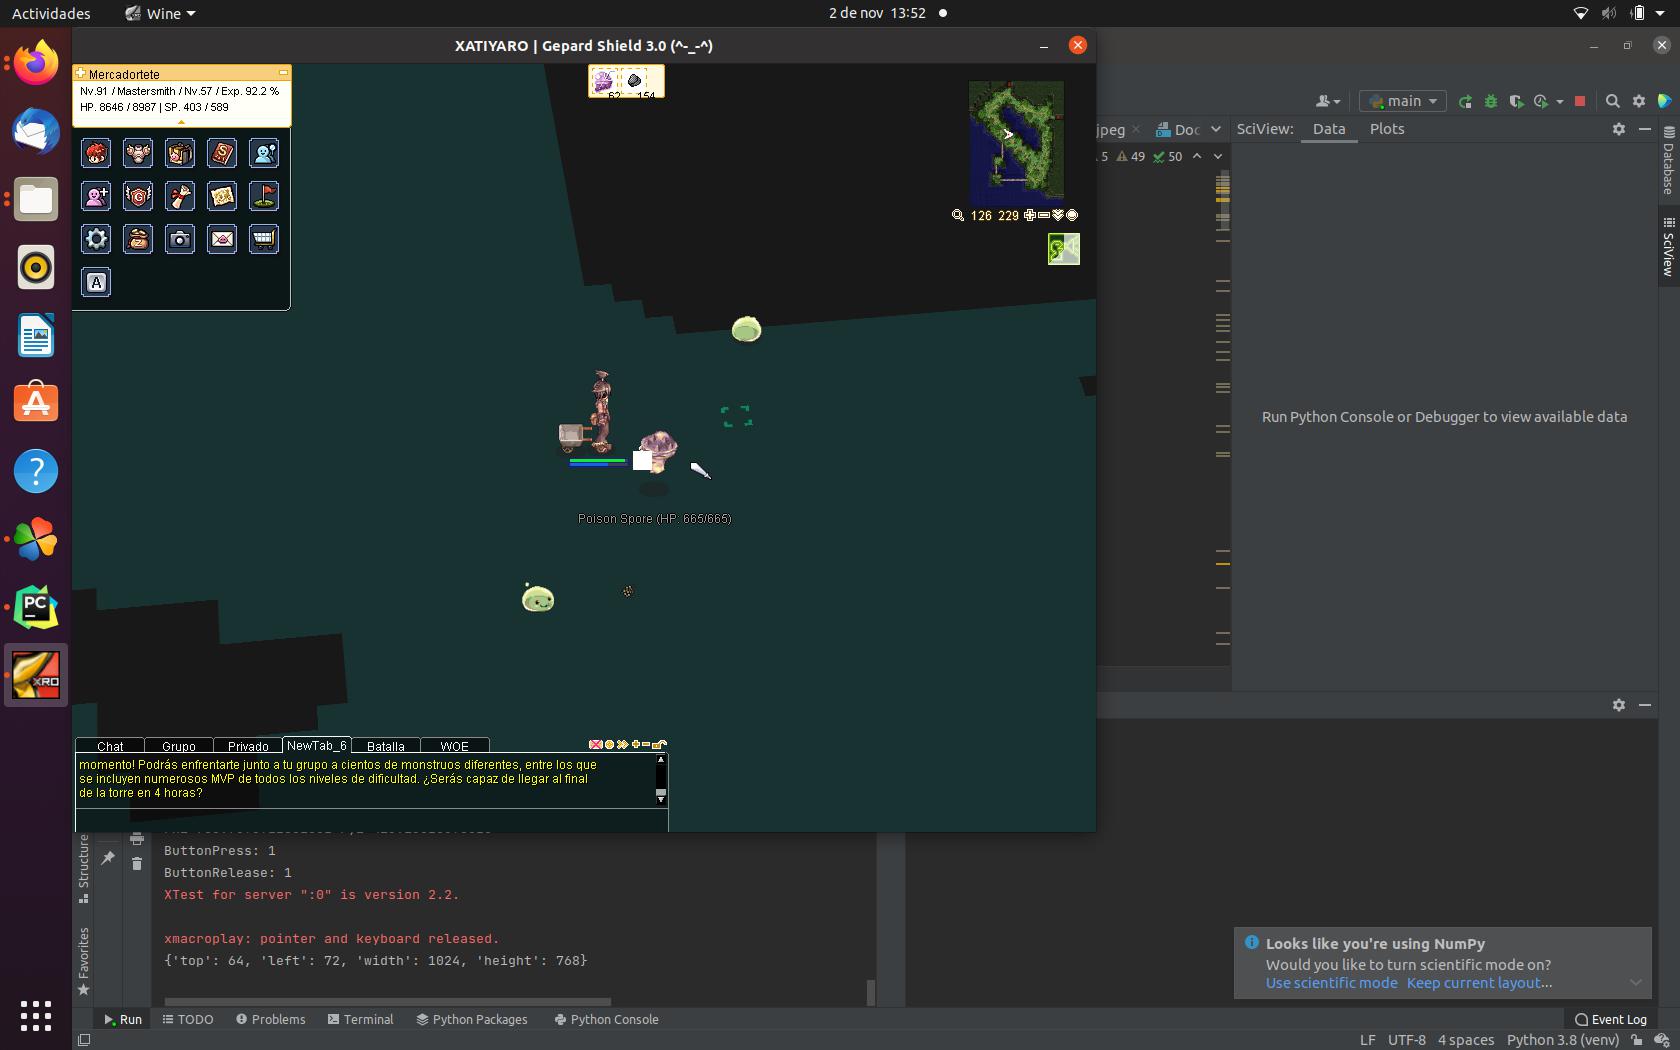 Actividades
Wine
2 de nov 13:52
XATIYARO | Gepard Shield 3.0 (^-_-^)
Mercadortete
Nv.91 / Mastersmith / Nv.57 / Exp. 92.2 %
HP. 8646 / 8987 | SP. 403 / 589
62 154
126 229
main
jpeg
Doc
SciView: Data Plots
5 49 50
Database
SciView
Run Python Console or Debugger to view available data
Poison Spore (HP: 665/665)
Chat Grupo Privado NewTab_6 Batalla WOE
momento! Podrás enfrentarte junto a tu grupo a cientos de monstruos diferentes, entre los que
se incluyen numerosos MVP de todos los niveles de dificultad. ¿Serás capaz de llegar al final
de la torre en 4 horas?
ButtonPress: 1
ButtonRelease: 1
XTest for server ":0" is version 2.2.
xmacroplay: pointer and keyboard released.
{'top': 64, 'left': 72, 'width': 1024, 'height': 768}
Structure
Favorites
Looks like you're using NumPy
Would you like to turn scientific mode on?
Use scientific mode Keep current layout...
Run TODO Problems Terminal Python Packages Python Console
Event Log
LF UTF-8 4 spaces Python 3.8 (venv)
PC
XRO